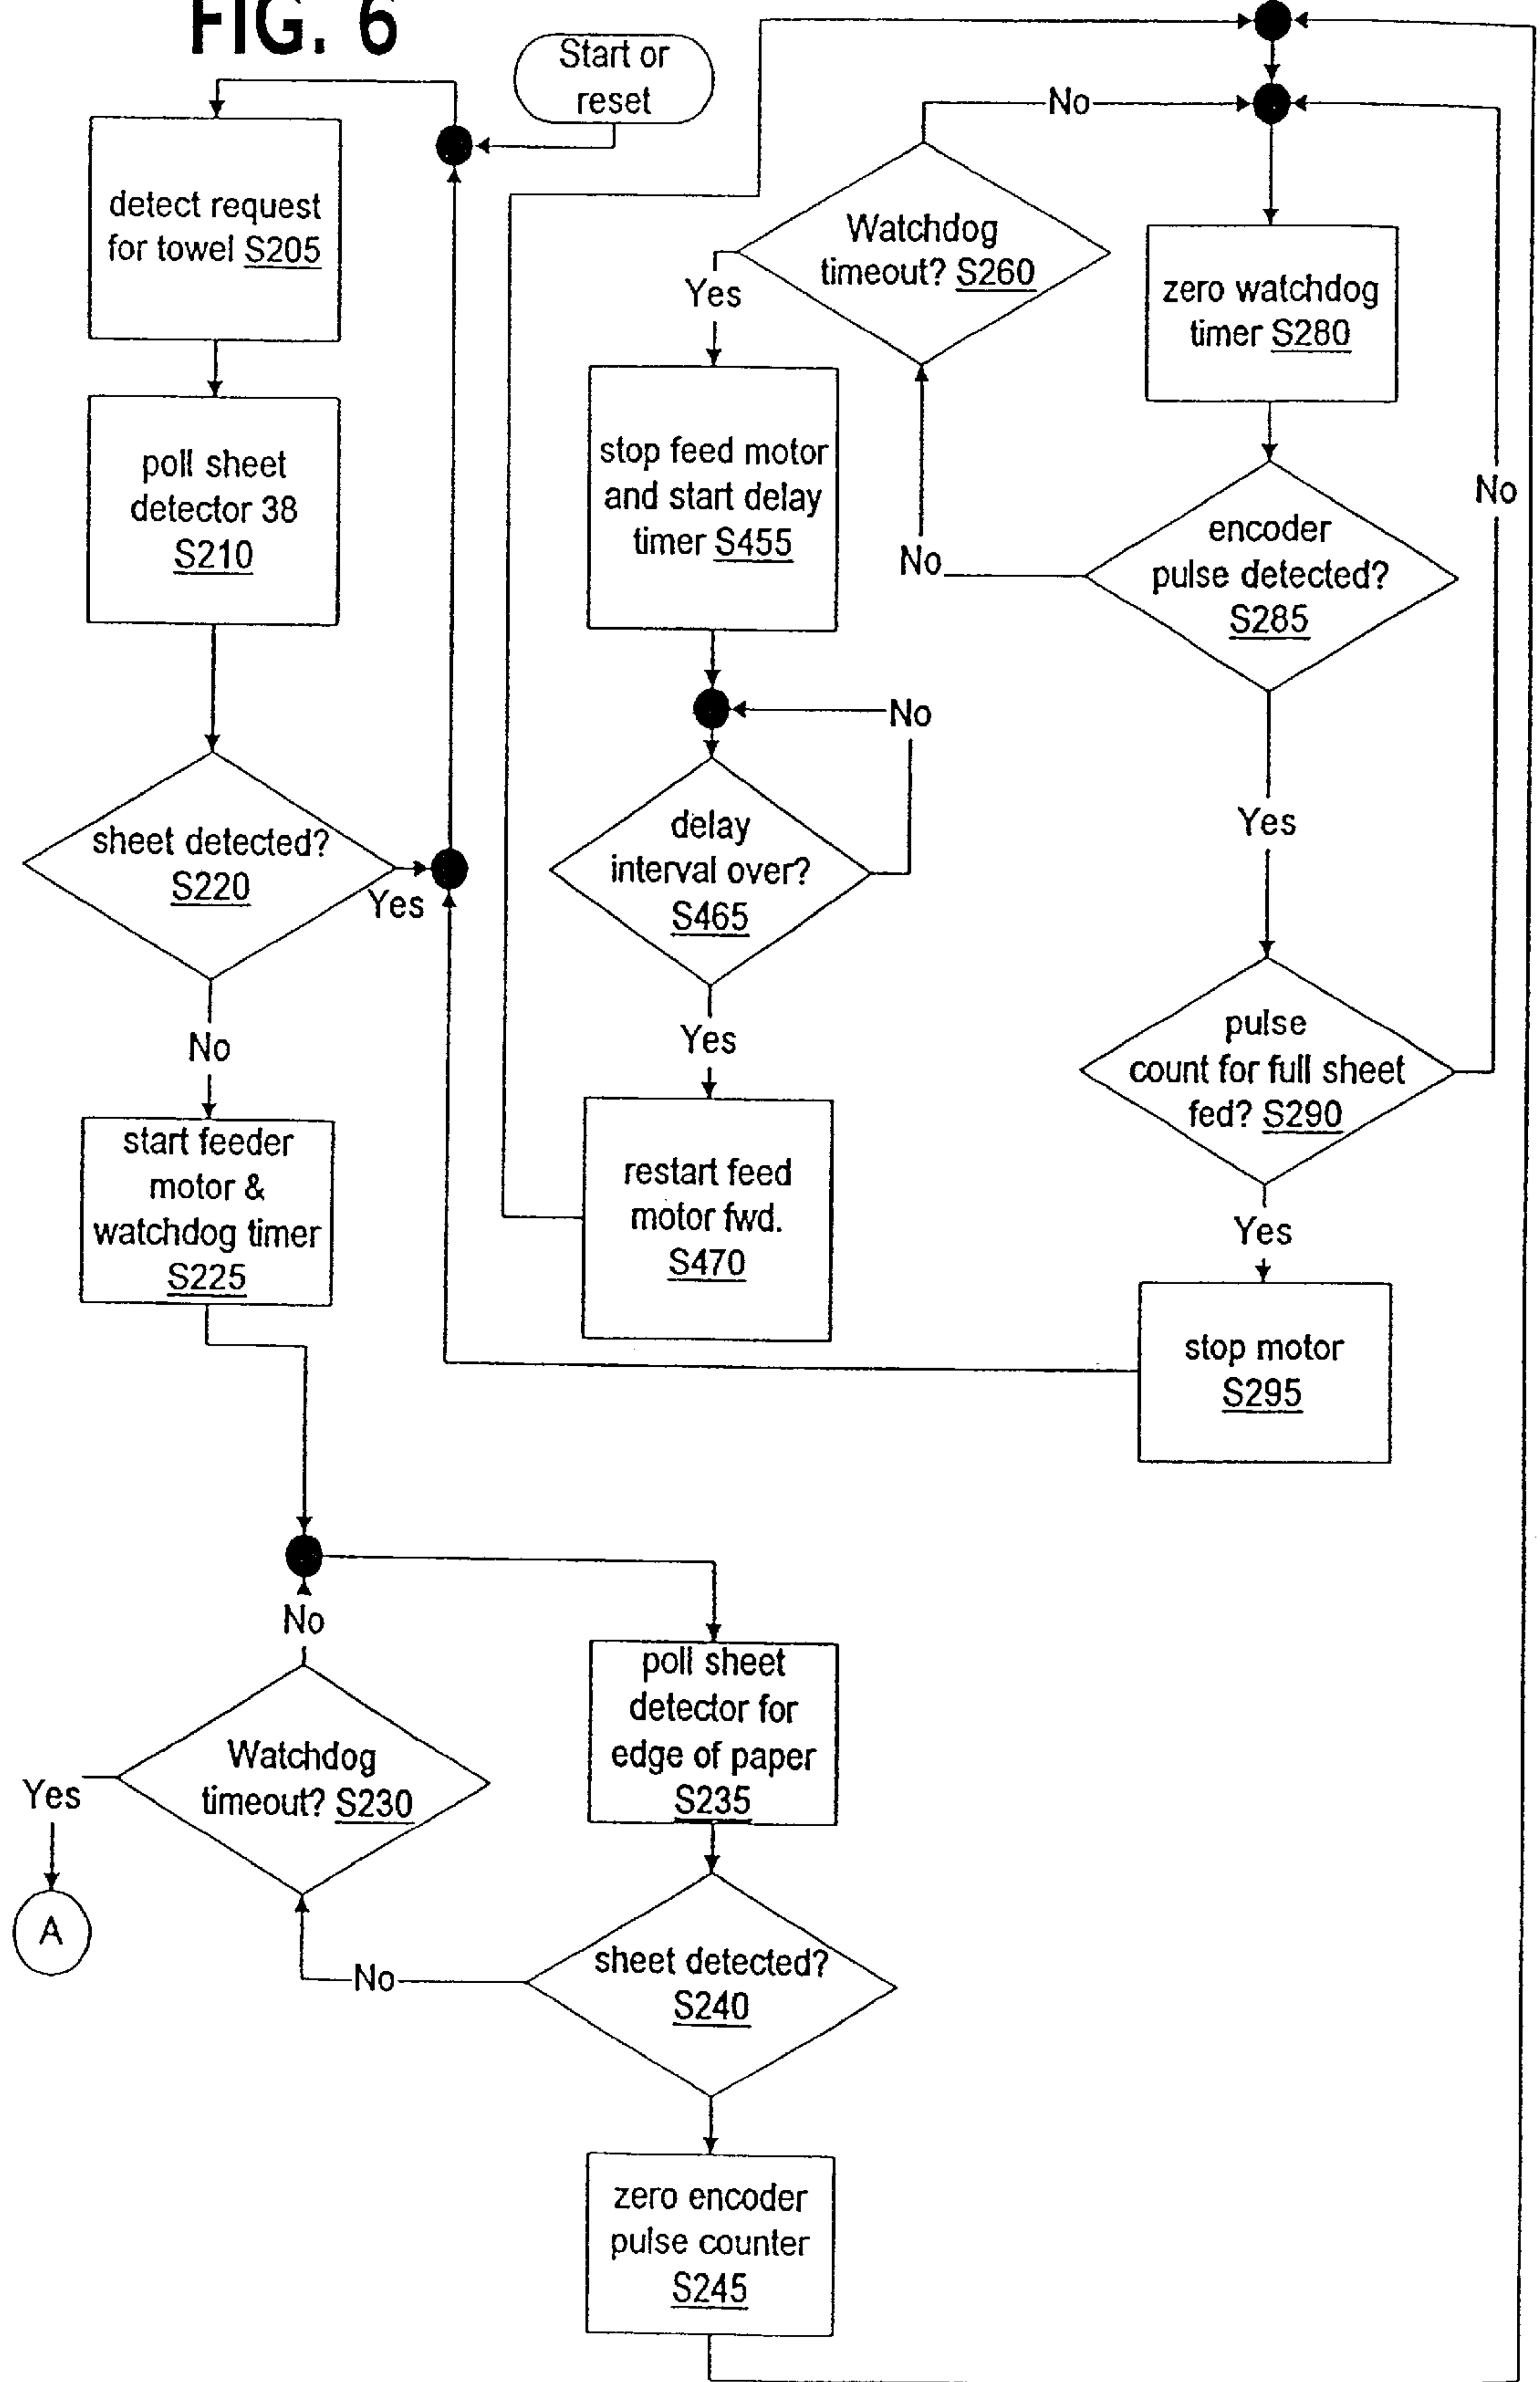 FIG. 6
Start or
reset
detect request
for towel S205
poll sheet
detector 38
S210
sheet detected?
S220
Yes
No
start feeder
motor &
watchdog timer
S225
No
Watchdog
timeout? S230
Yes
A
poll sheet
detector for
edge of paper
S235
sheet detected?
S240
No
zero encoder
pulse counter
S245
No
Watchdog
timeout? S260
Yes
stop feed motor
and start delay
timer S455
No
delay
interval over?
S465
Yes
restart feed
motor fwd.
S470
zero watchdog
timer S280
encoder
pulse detected?
S285
No
Yes
No
pulse
count for full sheet
fed? S290
Yes
stop motor
S295